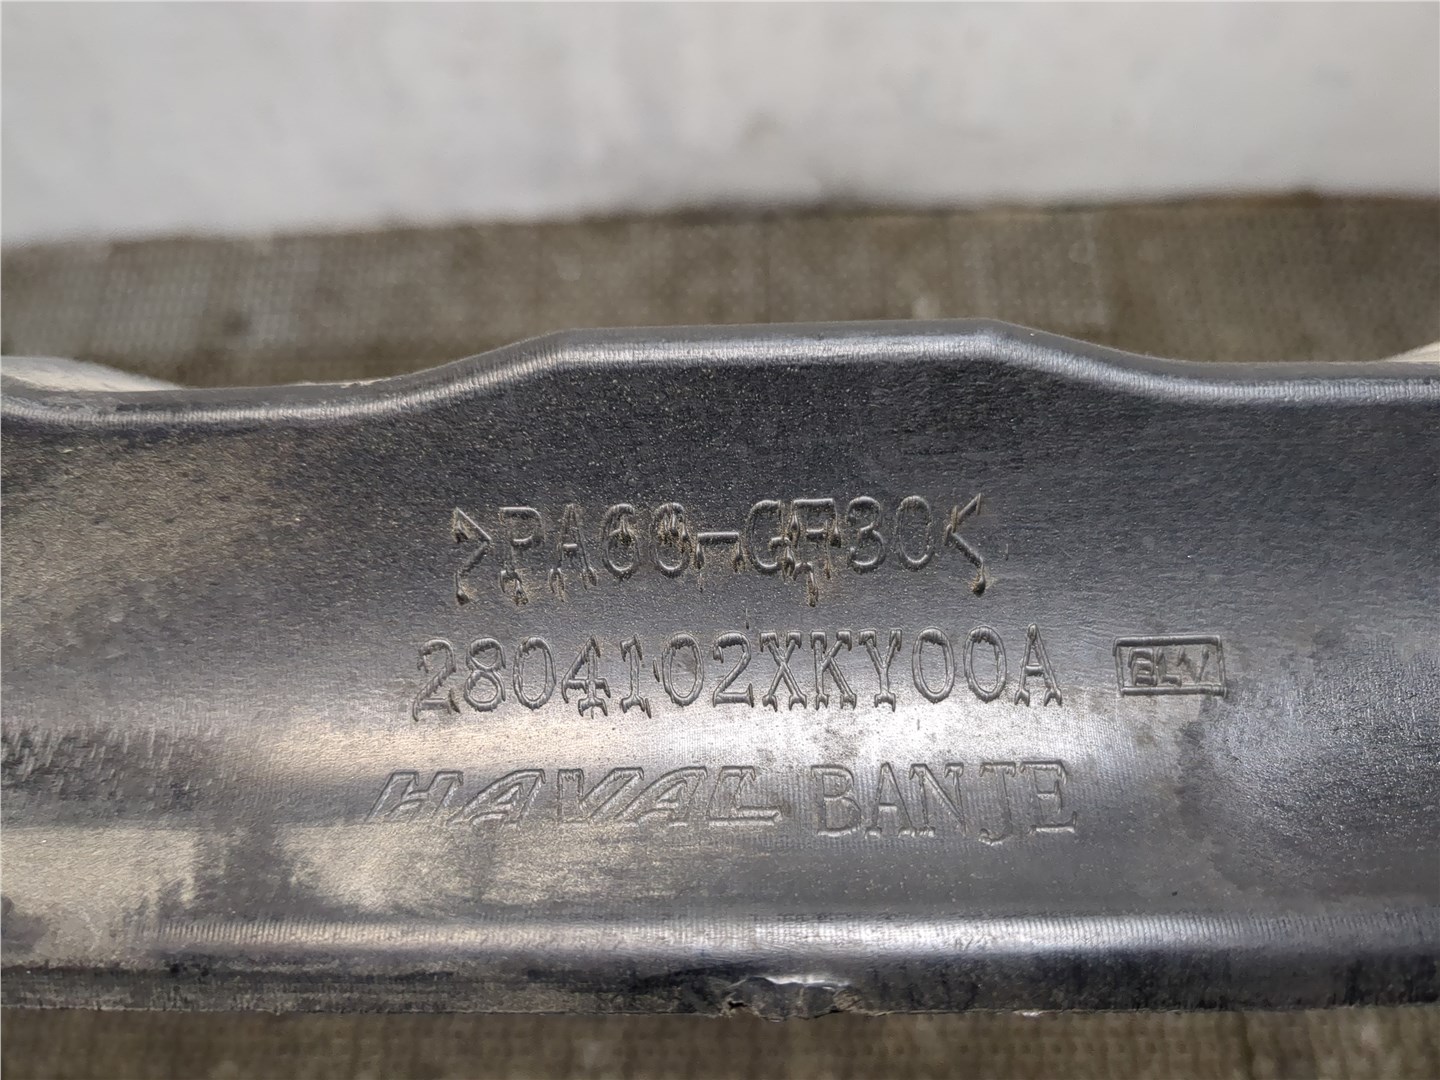 >PA66-GF30<
2804102XKY00A
HAVAL BANJE